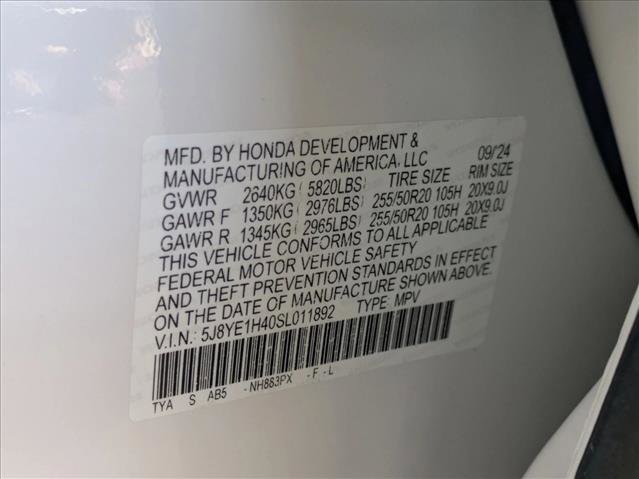 MFD. BY HONDA DEVELOPMENT & 09/24
MANUFACTURING OF AMERICA, LLC
GVWR 2640KG ( 5820LBS) TIRE SIZE RIM SIZE
GAWR F 1350KG ( 2976LBS) 255/50R20 105H 20X9.0J
GAWR R 1345KG ( 2965LBS) 255/50R20 105H 20X9.0J
THIS VEHICLE CONFORMS TO ALL APPLICABLE
FEDERAL MOTOR VEHICLE SAFETY
AND THEFT PREVENTION STANDARDS IN EFFECT
ON THE DATE OF MANUFACTURE SHOWN ABOVE.
V.I.N.: 5J8YE1H40SL011892 TYPE: MPV
TYA S AB5 -NH883PX -F-L